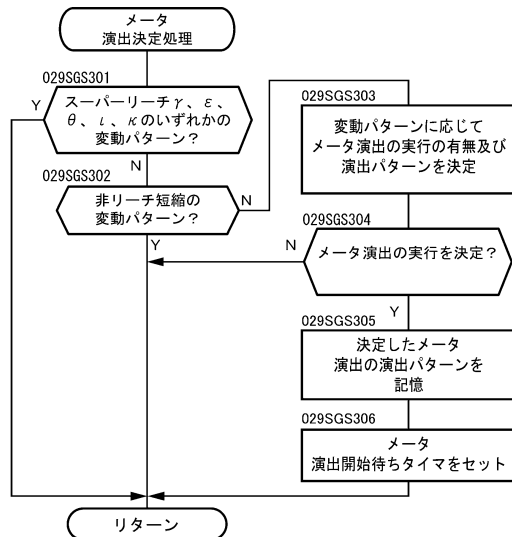 メータ
演出決定処理
029SGS301
Y
スーパーリーチγ、ε、
θ、ι、κのいずれかの
変動パターン？
N
029SGS302
非リーチ短縮の
変動パターン？
N
Y
029SGS303
変動パターンに応じて
メータ演出の実行の有無及び
演出パターンを決定
029SGS304
N
メータ演出の実行を決定？
Y
029SGS305
決定したメータ
演出の演出パターンを
記憶
029SGS306
メータ
演出開始待ちタイマをセット
リターン